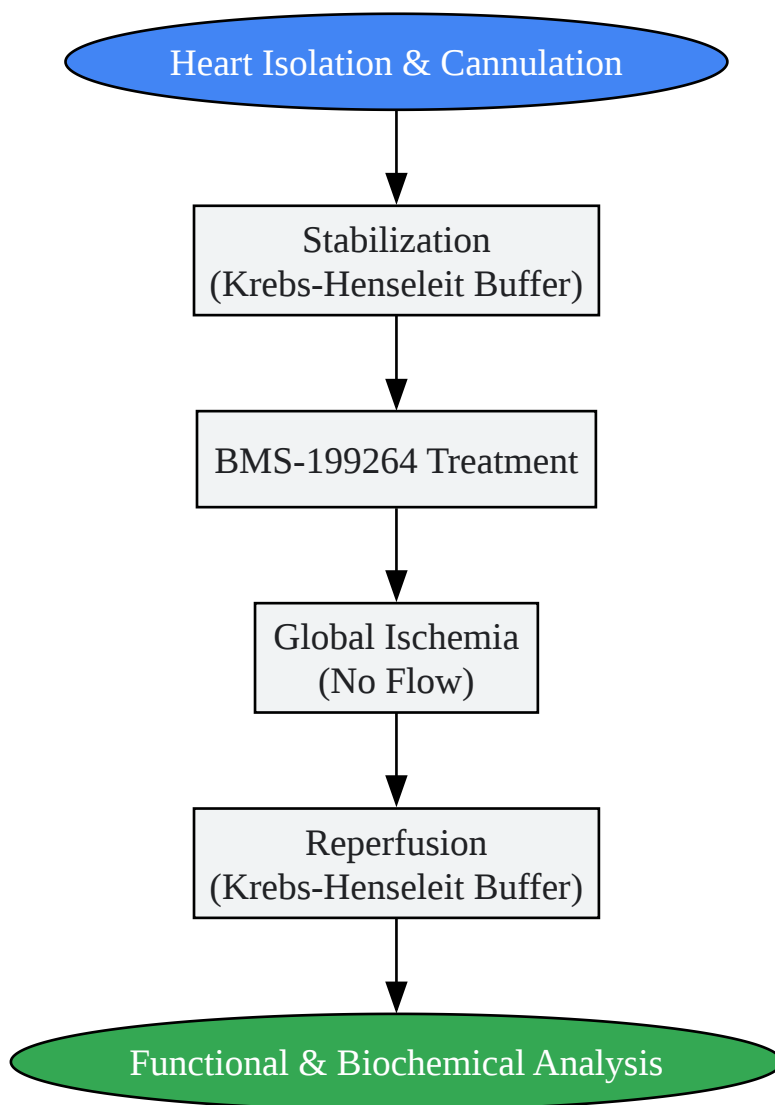 Heart Isolation & Cannulation
Stabilization
(Krebs-Henseleit Buffer)
BMS-199264 Treatment
Global Ischemia
(No Flow)
Reperfusion
(Krebs-Henseleit Buffer)
Functional & Biochemical Analysis